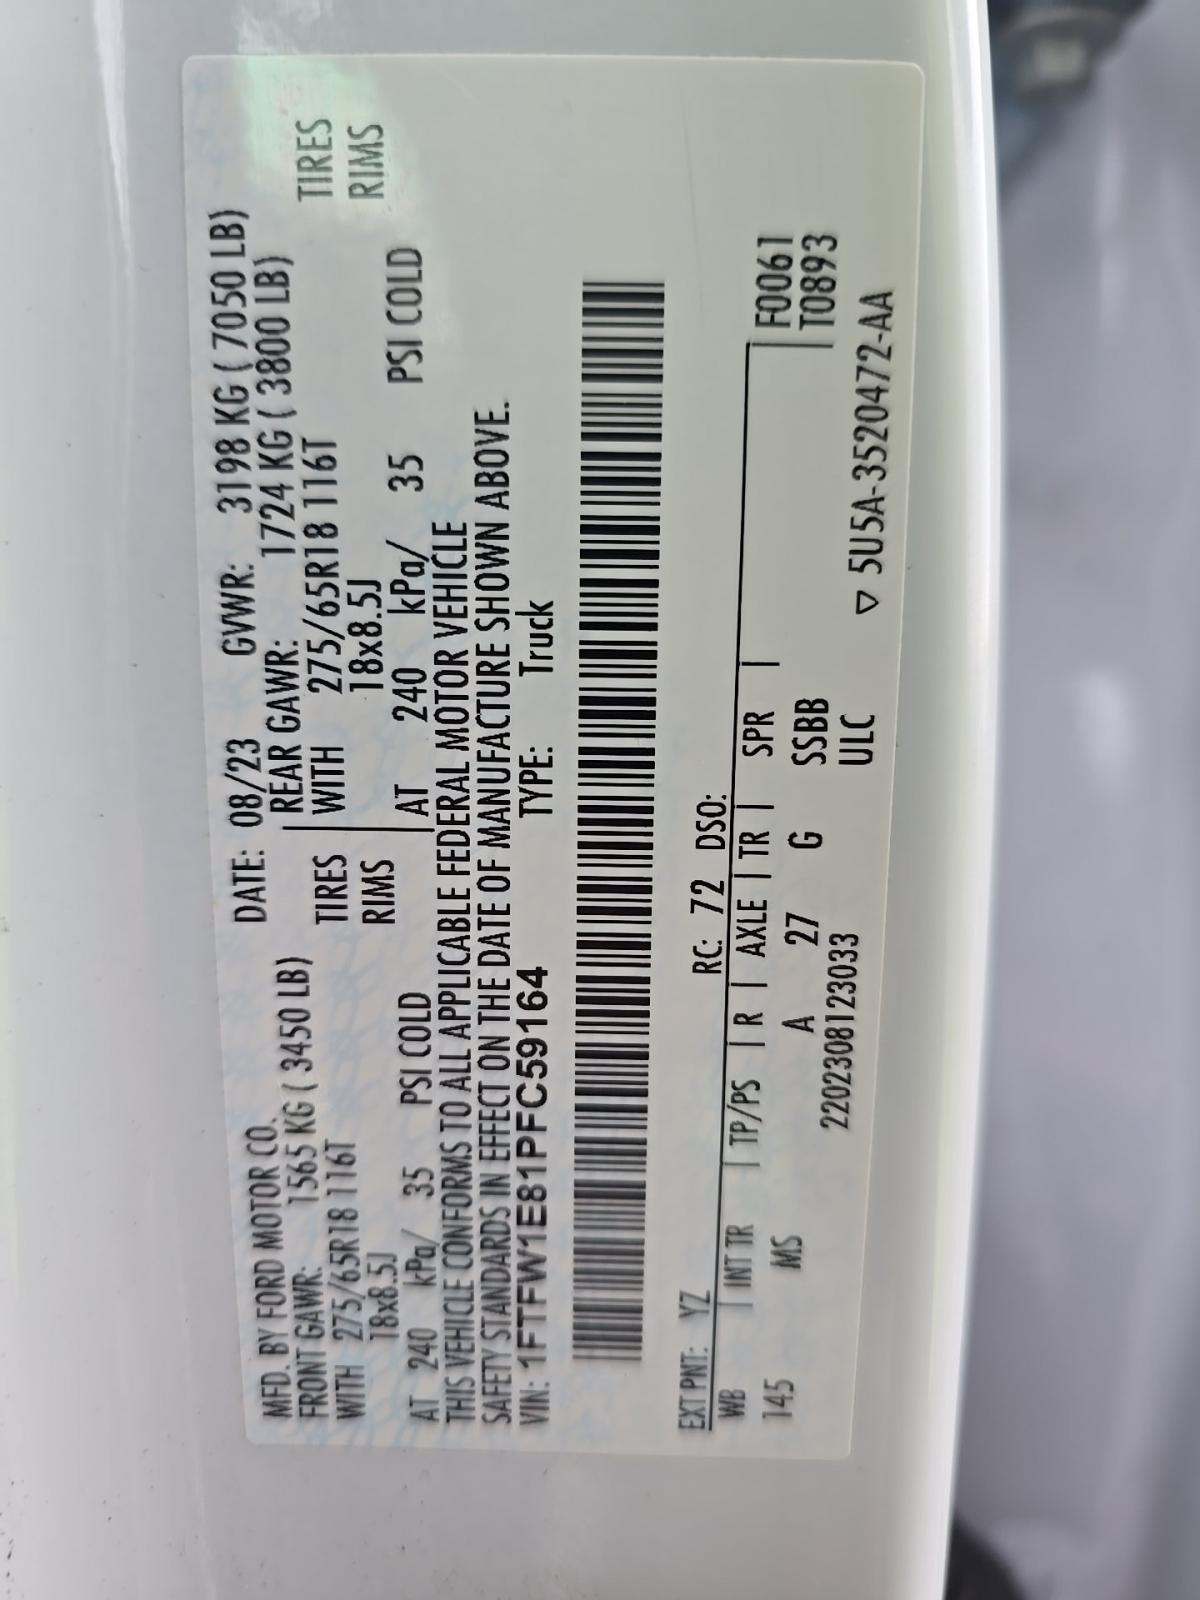 MFD. BY FORD MOTOR CO. DATE: 08/23 GVWR: 3198 KG ( 7050 LB)
FRONT GAWR: 1565 KG ( 3450 LB) REAR GAWR: 1724 KG ( 3800 LB)
WITH 275/65R18 116T TIRES WITH 275/65R18 116T TIRES
18x8.5J RIMS 18x8.5J RIMS
AT 240 kPa/ 35 PSI COLD AT 240 kPa/ 35 PSI COLD
THIS VEHICLE CONFORMS TO ALL APPLICABLE FEDERAL MOTOR VEHICLE
SAFETY STANDARDS IN EFFECT ON THE DATE OF MANUFACTURE SHOWN ABOVE.
VIN: 1FTFW1E81PFC59164 TYPE: Truck
EXT PNT: YZ RC: 72 DSO:
WB | INT TR | TP/PS | R | AXLE | TR | SPR | F0061
145 MS A 27 G SSBB T0893
2202308123033 ULC
▽ 5U5A-3520472-AA